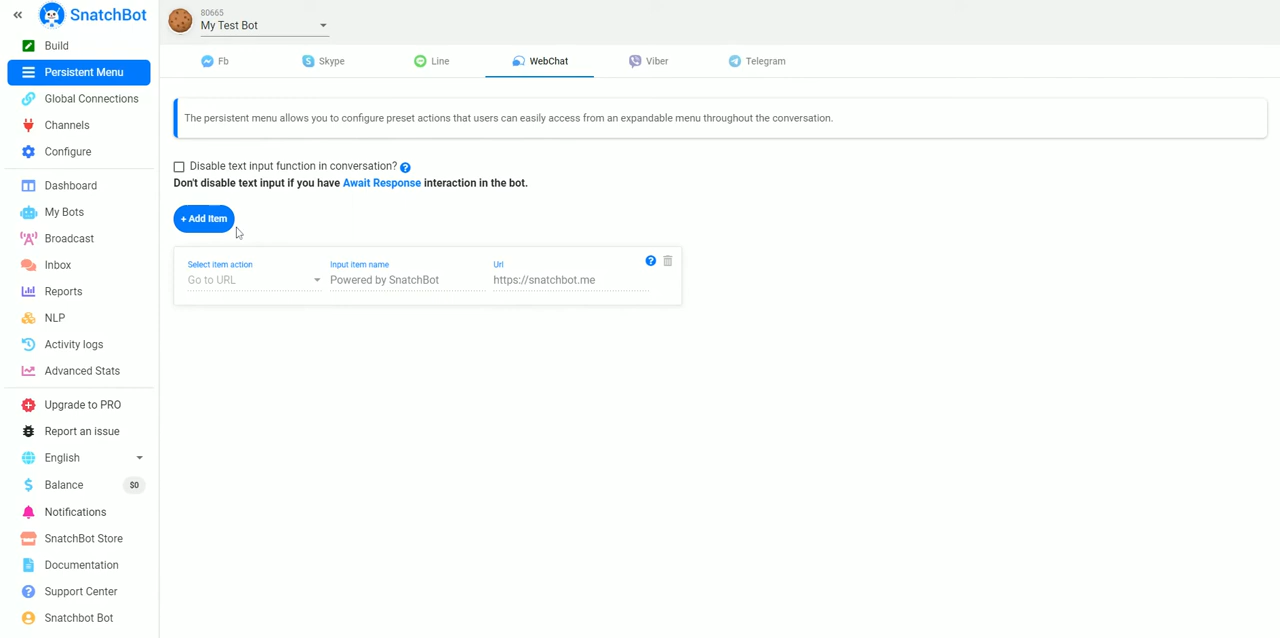 SnatchBot
Build
Persistent Menu
Global Connections
Channels
Configure
Dashboard
My Bots
Broadcast
Inbox
Reports
NLP
Activity logs
Advanced Stats
Upgrade to PRO
Report an issue
English
Balance $0
Notifications
SnatchBot Store
Documentation
Support Center
Snatchbot Bot
80665
My Test Bot
Fb Skype Line WebChat Viber Telegram
The persistent menu allows you to configure preset actions that users can easily access from an expandable menu throughout the conversation.
Disable text input function in conversation? ?
Don't disable text input if you have Await Response interaction in the bot.
+ Add Item
Select item action Input item name Url ?
Go to URL Powered by SnatchBot https://snatchbot.me